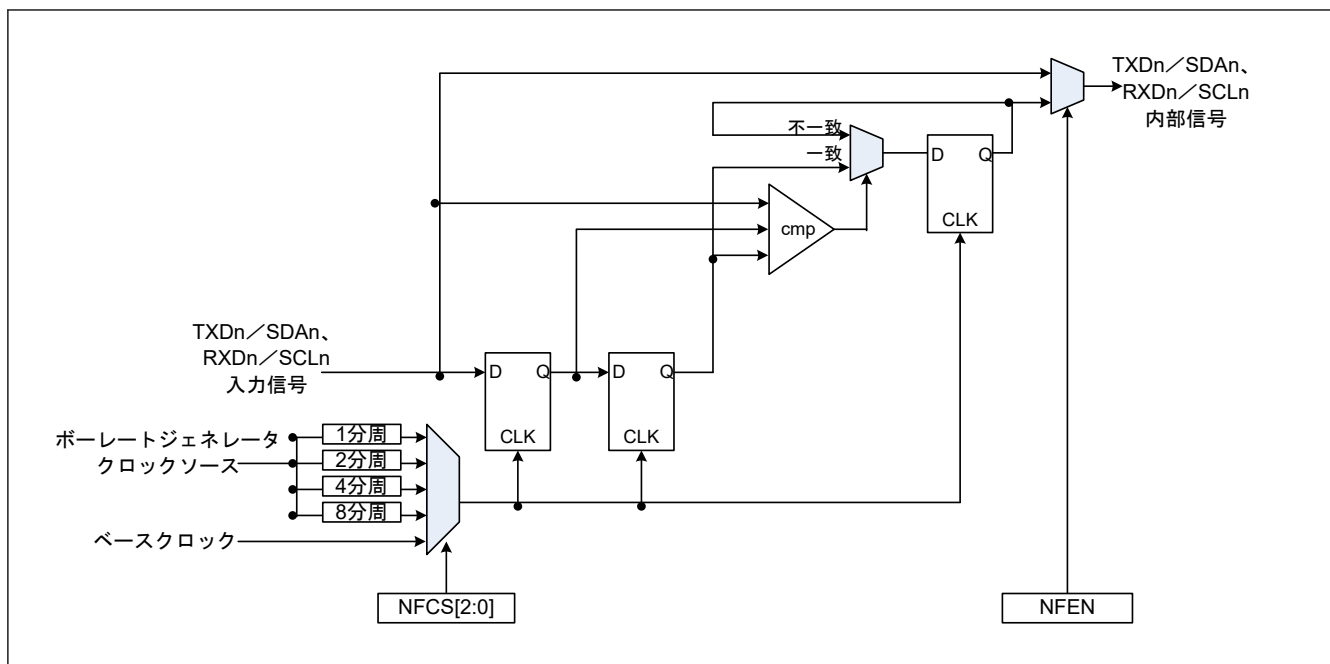 TXDn／SDAn、
RXDn／SCLn
内部信号
不一致
一致
D
Q
CLK
cmp
TXDn／SDAn、
RXDn／SCLn
入力信号
D
Q
CLK
D
Q
CLK
ボーレートジェネレータ
クロックソース
1分周
2分周
4分周
8分周
ベースクロック
NFCS[2:0]
NFEN